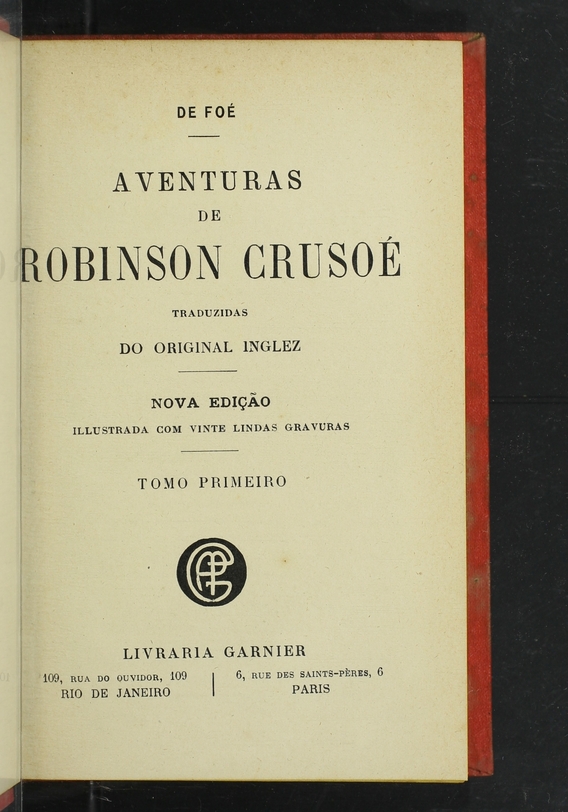 DE FOÉ
AVENTURAS
DE
ROBINSON CRUSOÉ
TRADUZIDAS
DO ORIGINAL INGLEZ
NOVA EDIÇÃO
ILLUSTRADA COM VINTE LINDAS GRAVURAS
TOMO PRIMEIRO
LIVRARIA GARNIER
109, RUA DO OUVIDOR, 109
RIO DE JANEIRO
6, RUE DES SAINTS-PÈRES, 6
PARIS